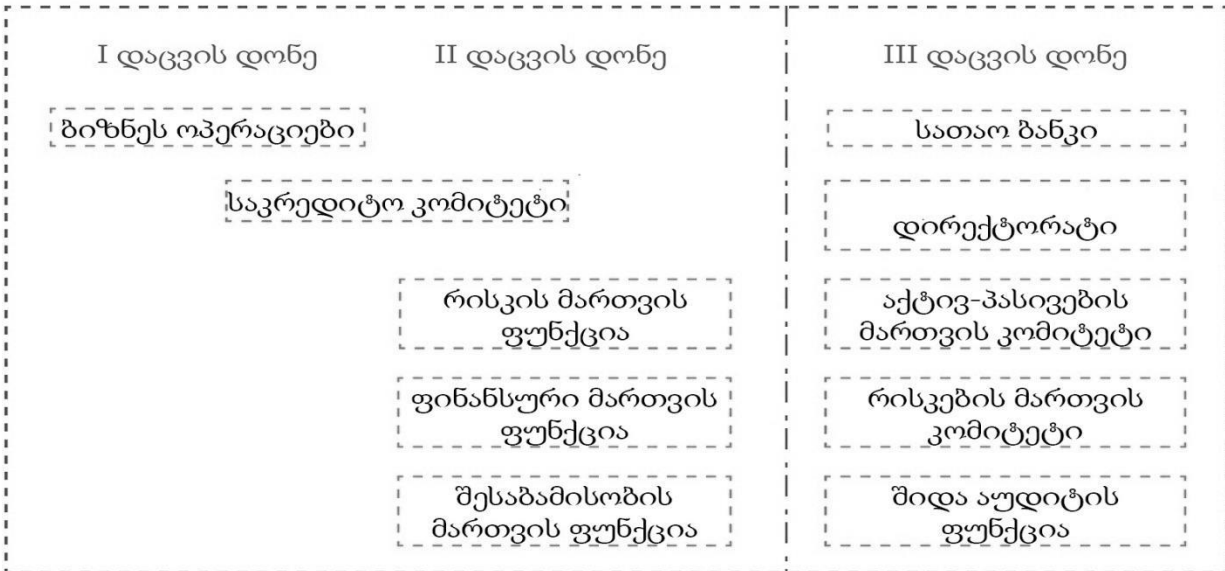 I დაცვის დონე
II დაცვის დონე
III დაცვის დონე
ბიზნეს ოპერაციები
სათაო ბანკი
საკრედიტო კომიტეტი
დირექტორატი
რისკის მართვის
ფუნქცია
აქტივ-პასივების
მართვის კომიტეტი
ფინანსური მართვის
ფუნქცია
რისკების მართვის
კომიტეტი
შესაბამისობის
მართვის ფუნქცია
შიდა აუდიტის
ფუნქცია